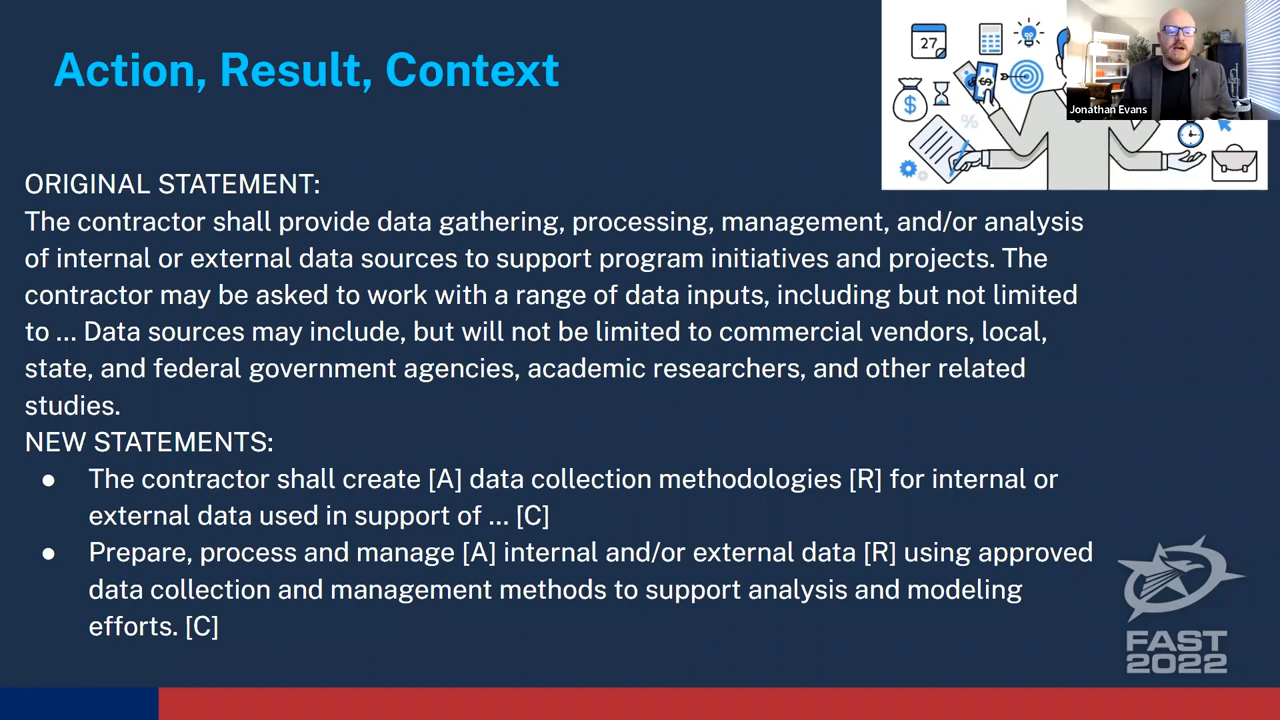 Action, Result, Context
27
$
%
Jonathan Evans
ORIGINAL STATEMENT:
The contractor shall provide data gathering, processing, management, and/or analysis
of internal or external data sources to support program initiatives and projects. The
contractor may be asked to work with a range of data inputs, including but not limited
to ... Data sources may include, but will not be limited to commercial vendors, local,
state, and federal government agencies, academic researchers, and other related
studies.
NEW STATEMENTS:
● The contractor shall create [A] data collection methodologies [R] for internal or
external data used in support of ... [C]
● Prepare, process and manage [A] internal and/or external data [R] using approved
data collection and management methods to support analysis and modeling
efforts. [C]
FAST
2022